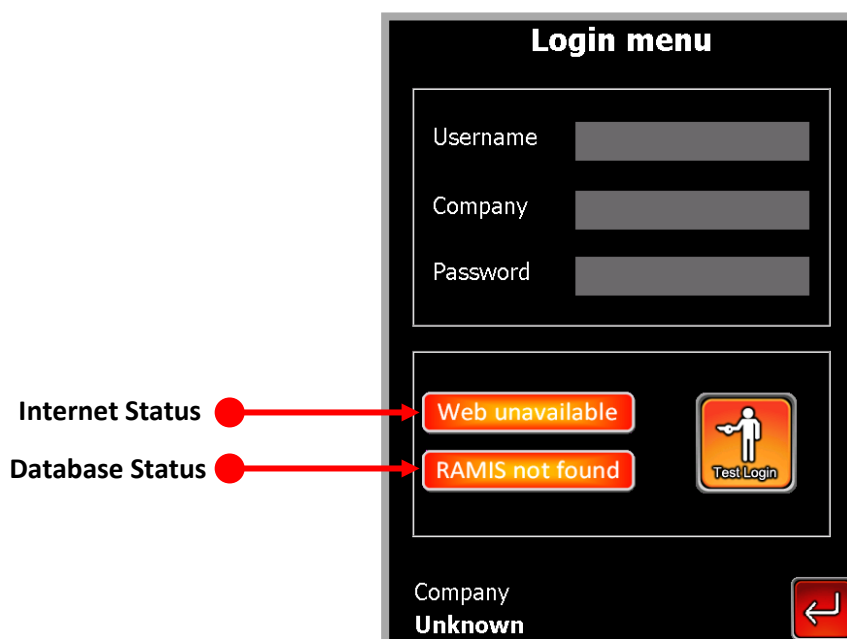 Login menu
Username
Company
Password
Internet Status
Web unavailable
Database Status
RAMIS not found
Test Login
Company
Unknown